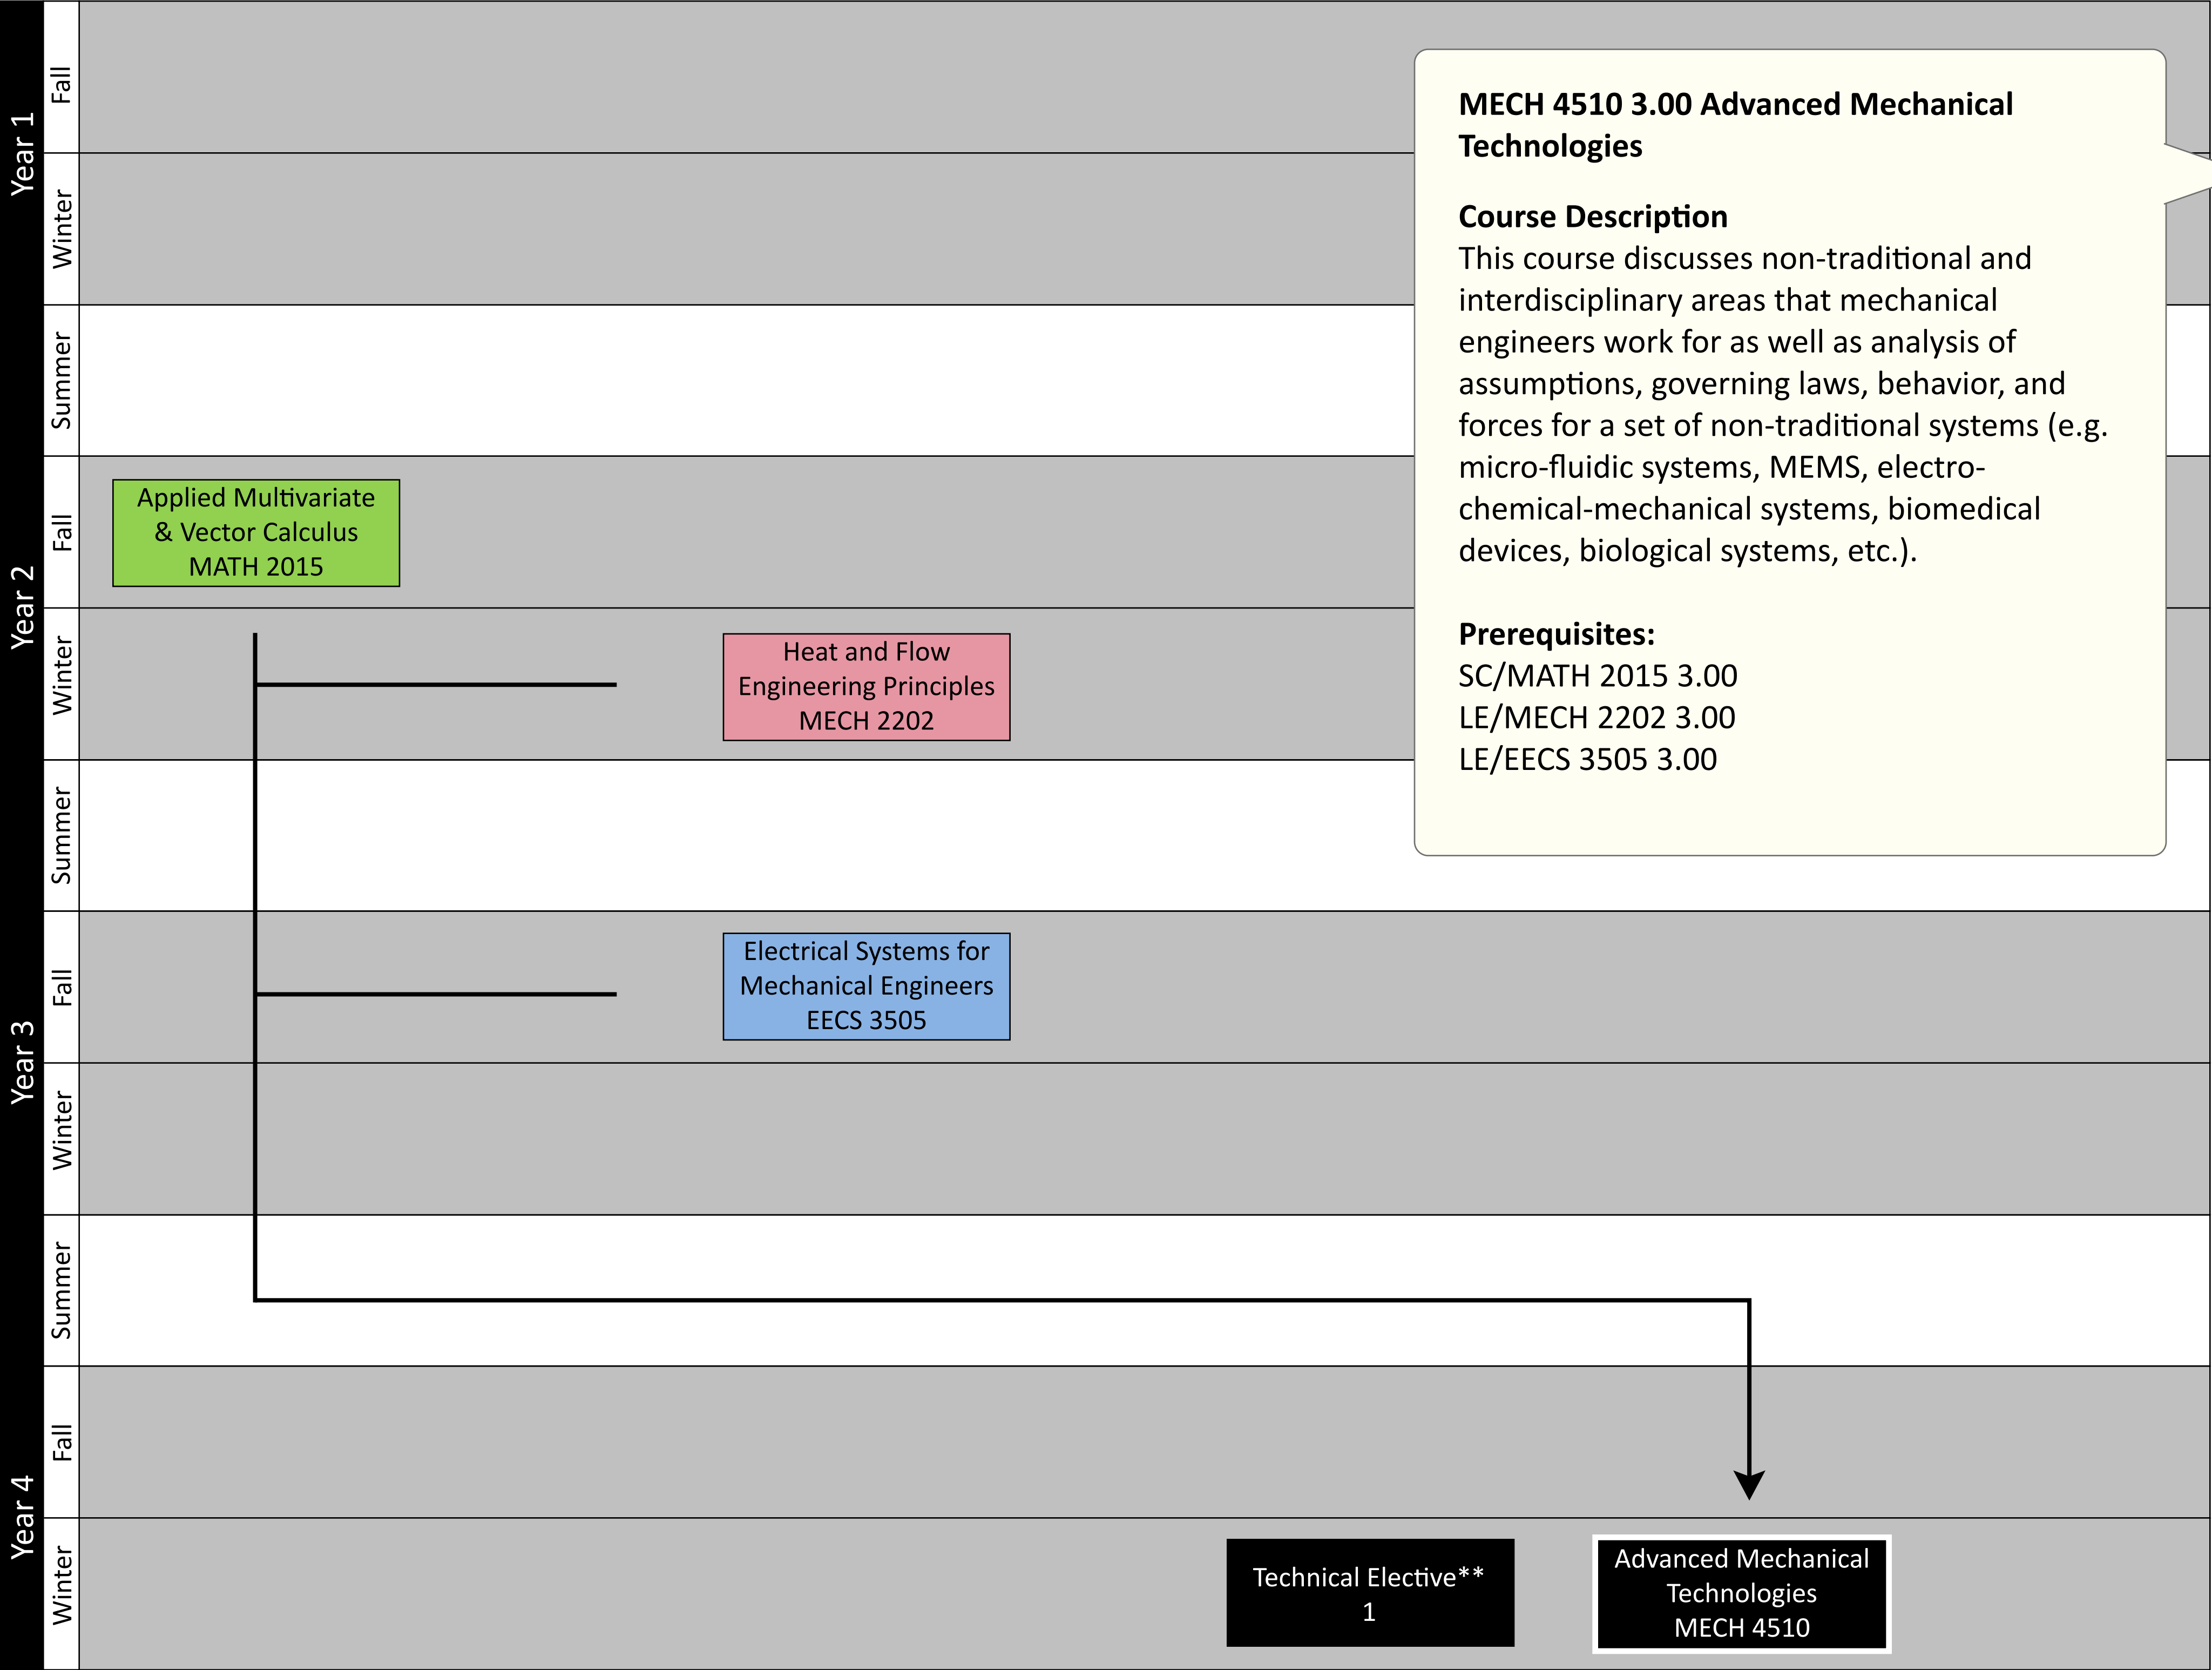 Year 1
Fall
Winter
Summer
MECH 4510 3.00 Advanced Mechanical
Technologies
Course Description
This course discusses non-traditional and
interdisciplinary areas that mechanical
engineers work for as well as analysis of
assumptions, governing laws, behavior, and
forces for a set of non-traditional systems (e.g.
micro-fluidic systems, MEMS, electro-
chemical-mechanical systems, biomedical
devices, biological systems, etc.).
Prerequisites:
SC/MATH 2015 3.00
LE/MECH 2202 3.00
LE/EECS 3505 3.00
Year 2
Fall
Applied Multivariate
& Vector Calculus
MATH 2015
Winter
Heat and Flow
Engineering Principles
MECH 2202
Summer
Year 3
Fall
Electrical Systems for
Mechanical Engineers
EECS 3505
Winter
Summer
Year 4
Fall
Winter
Technical Elective**
1
Advanced Mechanical
Technologies
MECH 4510